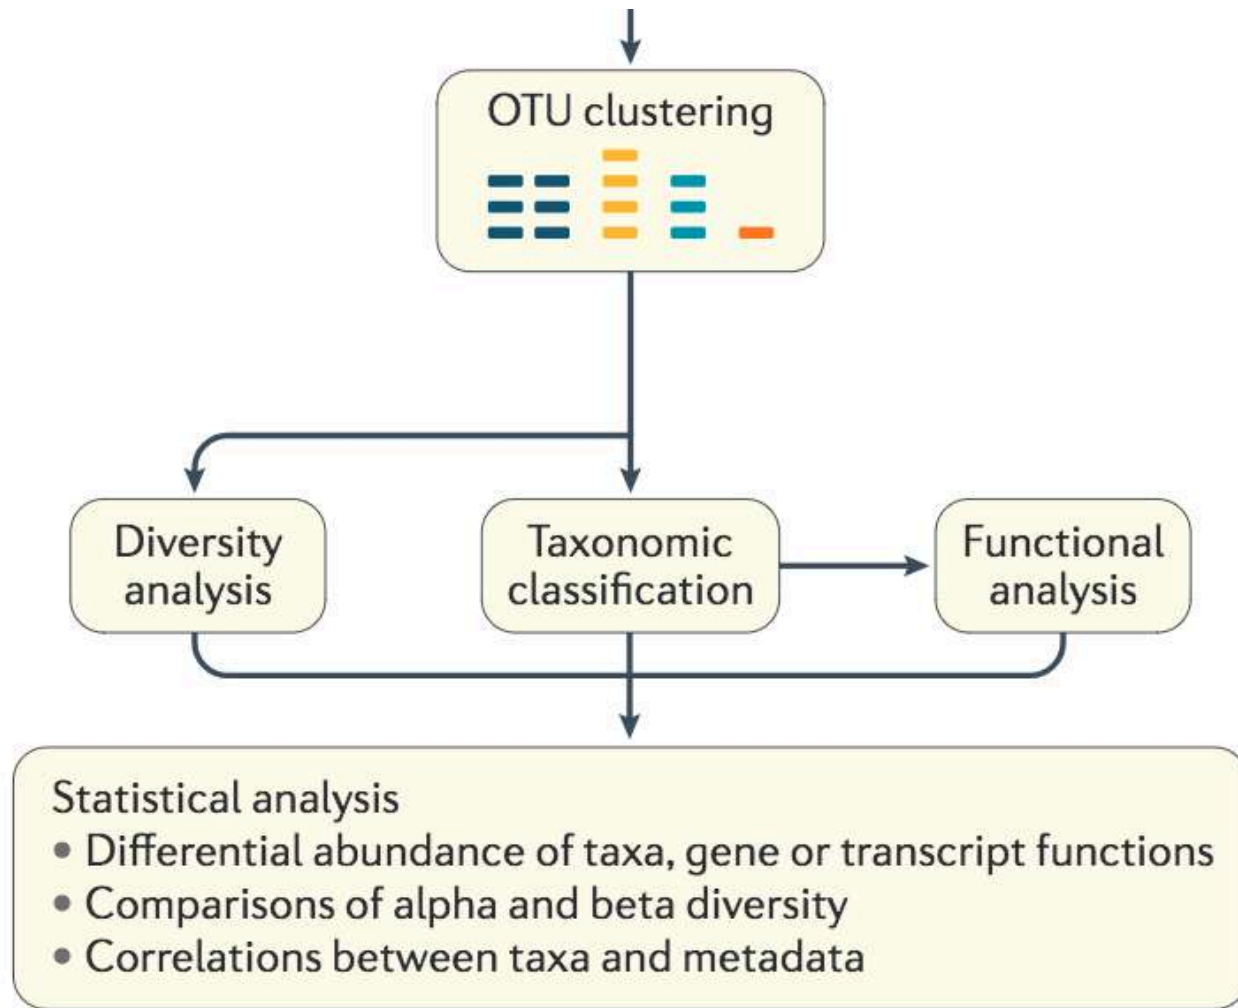 OTU clustering
Diversity
analysis
Taxonomic
classification
Functional
analysis
Statistical analysis
• Differential abundance of taxa, gene or transcript functions
• Comparisons of alpha and beta diversity
• Correlations between taxa and metadata